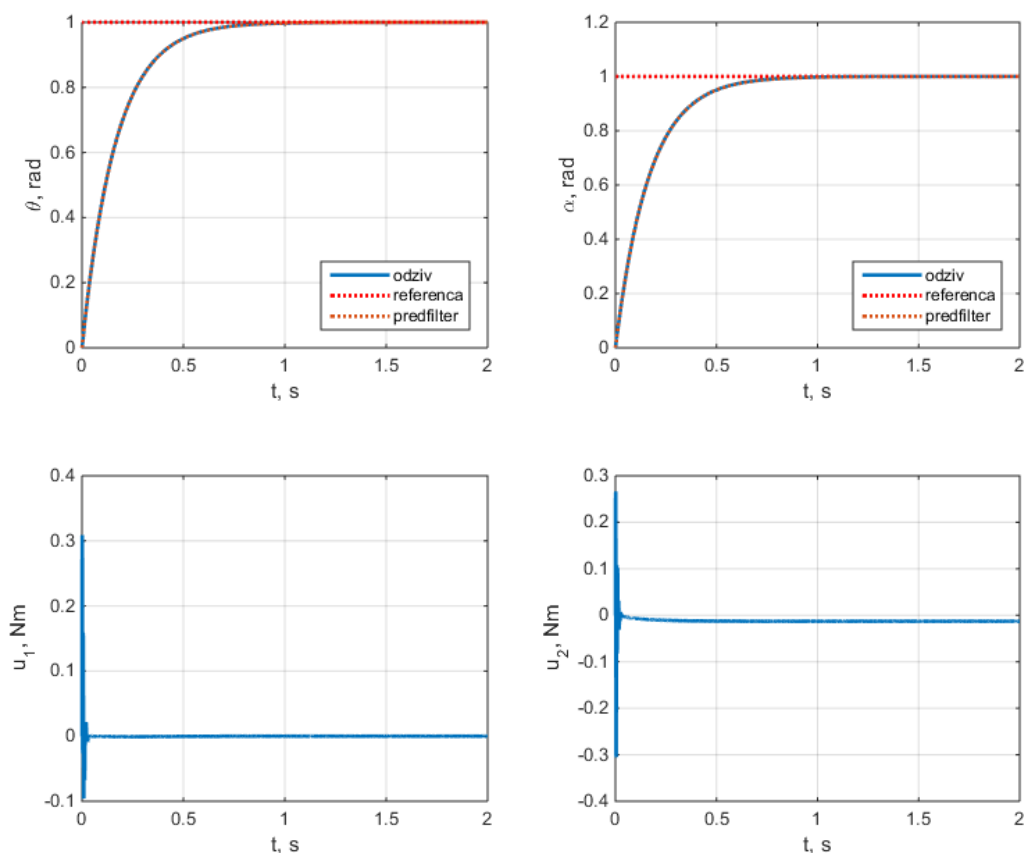 1
0.8
0.6
0.4
0.2
0
θ, rad
odziv
referenca
predfilter
0 0.5 1 1.5 2
t, s
1.2
1
0.8
0.6
0.4
0.2
0
α, rad
odziv
referenca
predfilter
0 0.5 1 1.5 2
t, s
0.4
0.3
0.2
0.1
0
-0.1
u_1, Nm
0 0.5 1 1.5 2
t, s
0.3
0.2
0.1
0
-0.1
-0.2
-0.3
-0.4
u_2, Nm
0 0.5 1 1.5 2
t, s